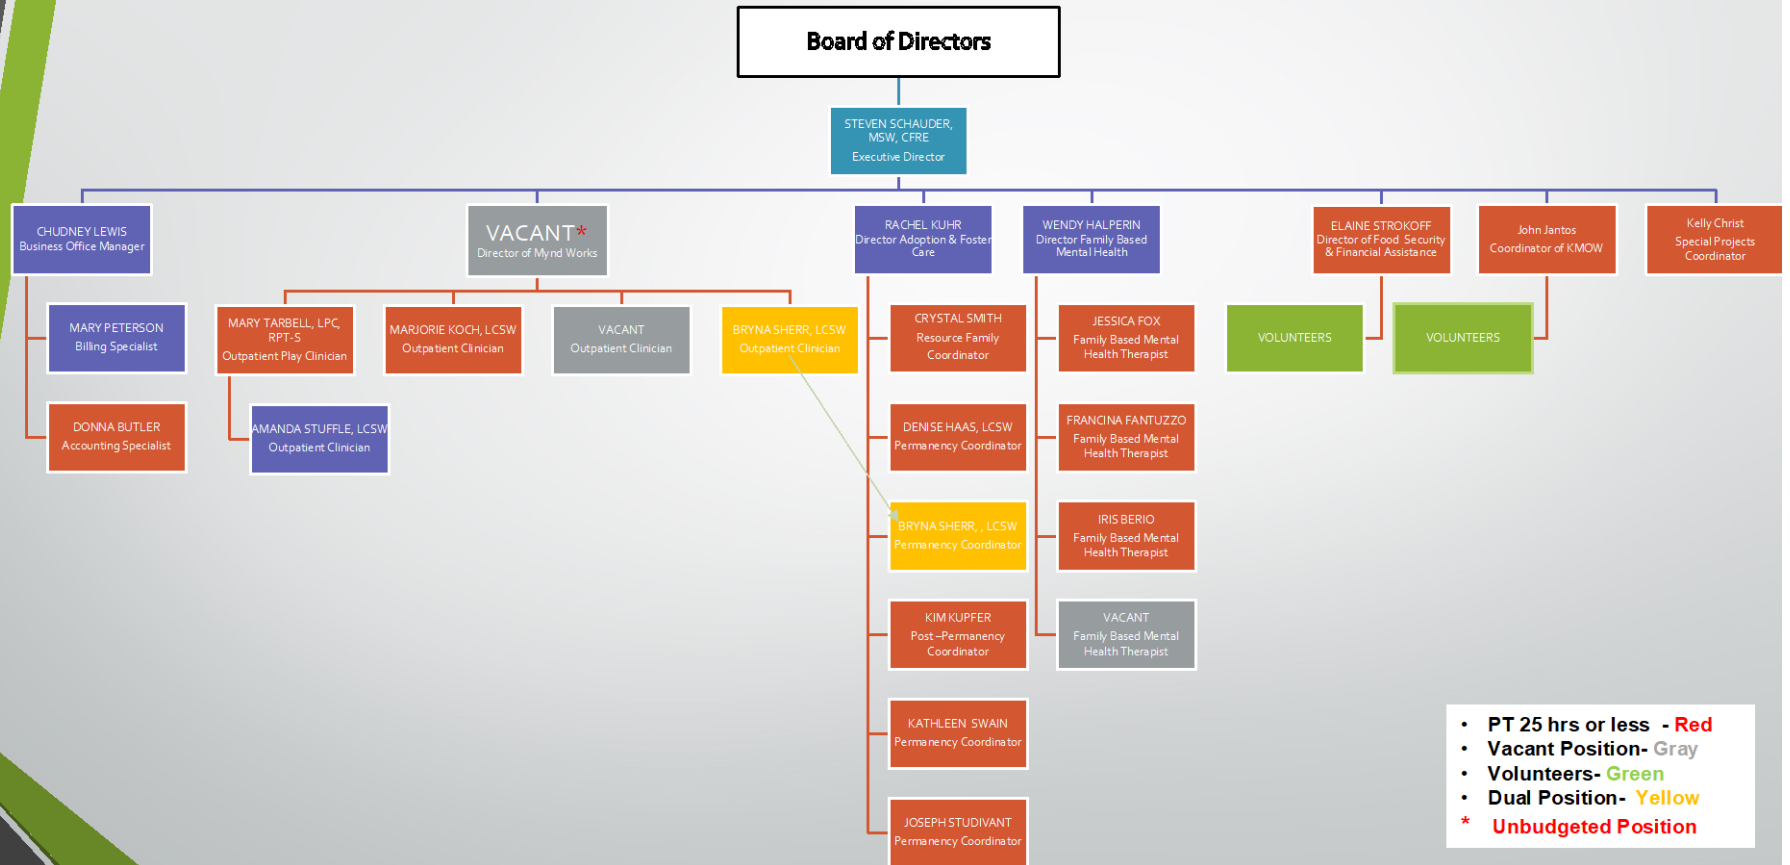 Board of Directors
STEVEN SCHAUDER,
MSW, CFRE
Executive Director
CHUDNEY LEWIS
Business Office Manager
VACANT*
Director of Mynd Works
RACHEL KUHR
Director Adoption & Foster
Care
WENDY HALPERIN
Director Family Based
Mental Health
ELAINE STROKOFF
Director of Food Security
& Financial Assistance
John Jantos
Coordinator of KMOW
Kelly Christ
Special Projects
Coordinator
MARY PETERSON
Billing Specialist
MARY TARBELL, LPC,
RPT-S
Outpatient Play Clinician
MARJORIE KOCH, LCSW
Outpatient Clinician
VACANT
Outpatient Clinician
BRYNA SHERR, LCSW
Outpatient Clinician
CRYSTAL SMITH
Resource Family
Coordinator
JESSICA FOX
Family Based Mental
Health Therapist
VOLUNTEERS
VOLUNTEERS
DONNA BUTLER
Accounting Specialist
AMANDA STUFFLE, LCSW
Outpatient Clinician
DENISE HAAS, LCSW
Permanency Coordinator
FRANCINA FANTUZZO
Family Based Mental
Health Therapist
BRYNA SHERR, , LCSW
Permanency Coordinator
IRIS BERIO
Family Based Mental
Health Therapist
KIM KUPFER
Post –Permanency
Coordinator
VACANT
Family Based Mental
Health Therapist
KATHLEEN SWAIN
Permanency Coordinator
JOSEPH STUDIVANT
Permanency Coordinator
• PT 25 hrs or less - Red
• Vacant Position- Gray
• Volunteers- Green
• Dual Position- Yellow
* Unbudgeted Position